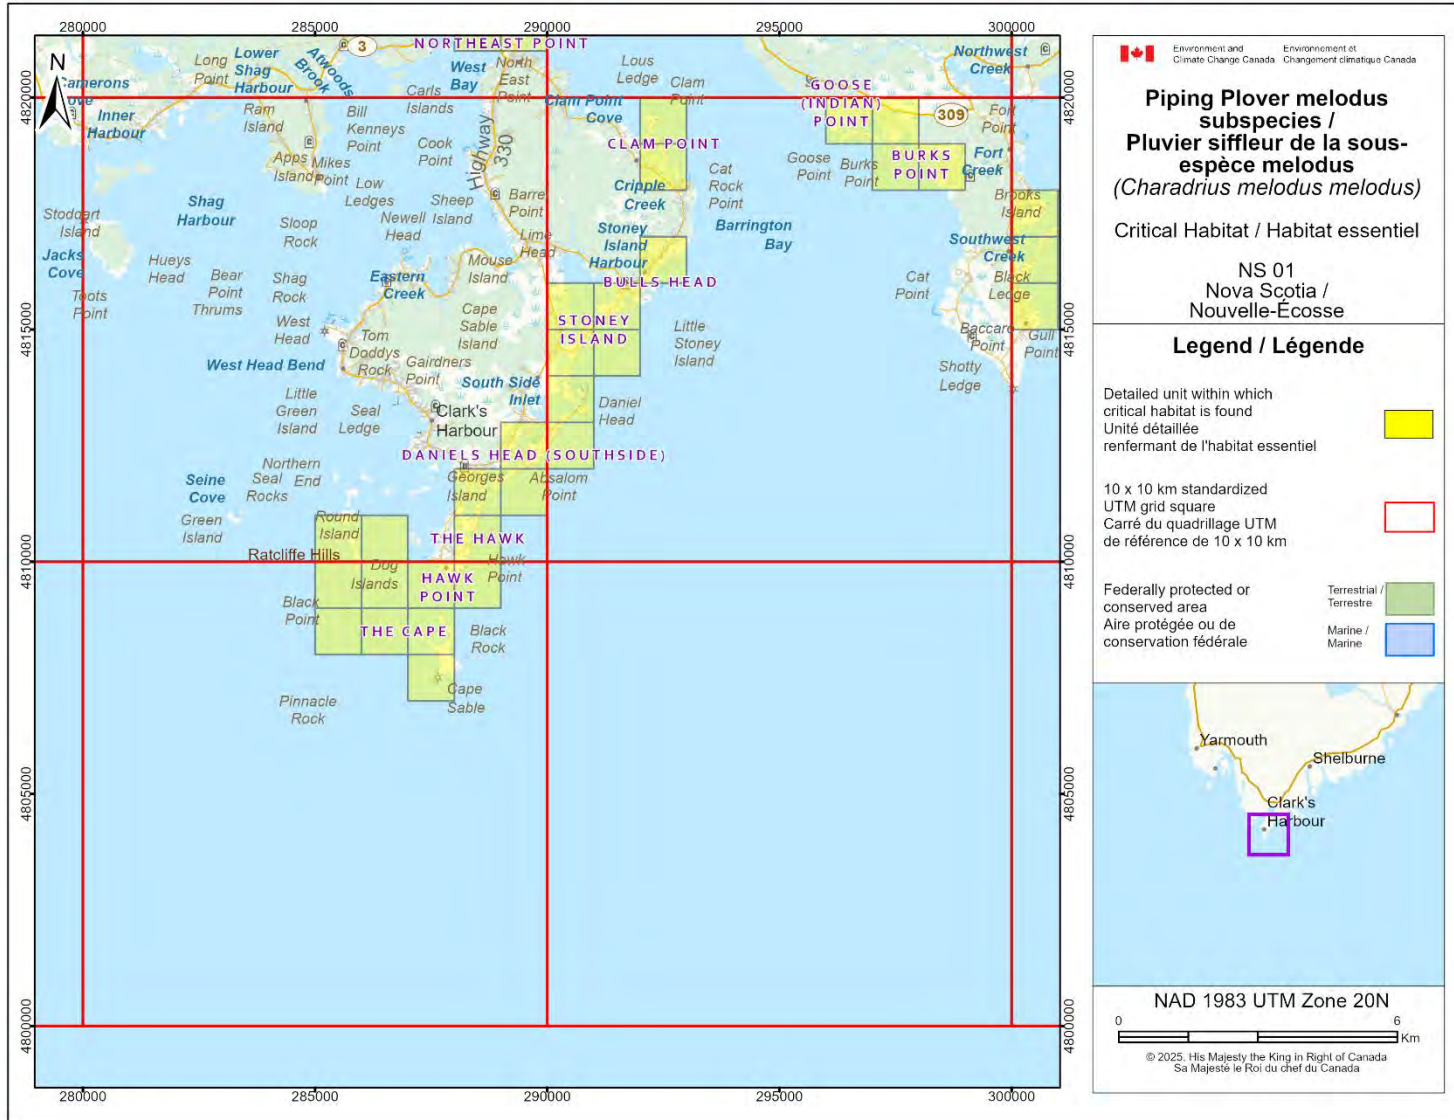 280000
285000
290000
295000
300000
NORTHEAST POINT
3
Atwoods
Brook
Lower
Shag
Harbour
Long
Point
N
Camerons
Cove
Inner
Harbour
Ram
Island
Bill
Kenneys
Point
Carls
Islands
West
Bay
North
East
Point
Lous
Ledge
Clam
Point
Clam Point
Cove
GOOSE
(INDIAN)
POINT
309
Northwest
Creek
Fort
Point
4820000
4820000
Apps
Island
Mikes
Point
Cook
Point
Highway
330
CLAM POINT
Goose
Point
Burks
Point
BURKS
POINT
Fort
Creek
Low
Ledges
Sheep
Island
Barrel
Point
Cripple
Creek
Cat
Rock
Point
Brooks
Island
Stoddart
Island
Shag
Harbour
Sloop
Rock
Newell
Head
Lime
Head
Stoney
Island
Harbour
Barrington
Bay
Southwest
Creek
Jacks
Cove
Hueys
Head
Bear
Point
Thrums
Shag
Rock
Eastern
Creek
Mouse
Island
BULLS HEAD
Cat
Point
Black
Ledge
Toots
Point
West
Head
Tom
Doddys
Rock
Cape
Sable
Island
STONEY
ISLAND
Little
Stoney
Island
Baccaro
Point
Gull
Point
4815000
4815000
West Head Bend
Gairdners
Point
South Side
Inlet
Shotty
Ledge
Little
Green
Island
Seal
Ledge
Clark's
Harbour
Daniel
Head
DANIELS HEAD (SOUTHSIDE)
Northern
End
Seine
Cove
Seal
Rocks
Georges
Island
Absalom
Point
Green
Island
Round
Island
THE HAWK
Ratcliffe Hills
4810000
4810000
Dog
Islands
HAWK
POINT
Hawk
Point
Black
Point
THE CAPE
Black
Rock
Pinnacle
Rock
Cape
Sable
4805000
4805000
4800000
4800000
280000
285000
290000
295000
300000
Environment and
Climate Change Canada
Environnement et
Changement climatique Canada
Piping Plover melodus
subspecies /
Pluvier siffleur de la sous-
espèce melodus
(Charadrius melodus melodus)
Critical Habitat / Habitat essentiel
NS 01
Nova Scotia /
Nouvelle-Écosse
Legend / Légende
Detailed unit within which
critical habitat is found
Unité détaillée
renfermant de l'habitat essentiel
10 x 10 km standardized
UTM grid square
Carré du quadrillage UTM
de référence de 10 x 10 km
Federally protected or
conserved area
Aire protégée ou de
conservation fédérale
Terrestrial /
Terrestre
Marine /
Marine
Yarmouth
Shelburne
Clark's
Harbour
NAD 1983 UTM Zone 20N
0
6
Km
© 2025. His Majesty the King in Right of Canada
Sa Majesté le Roi du chef du Canada